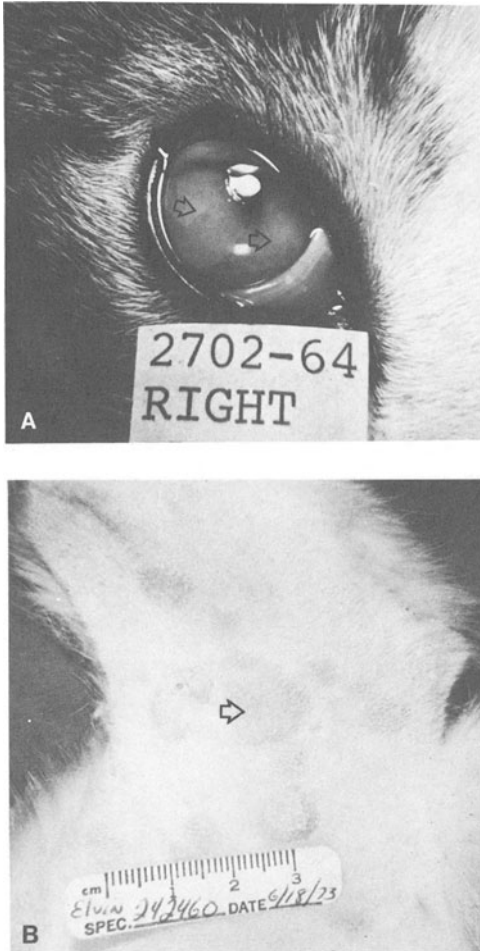 2702-64
RIGHT
A
cm 1 2 3
Elvin 242460 6/18/73
SPEC. DATE
B